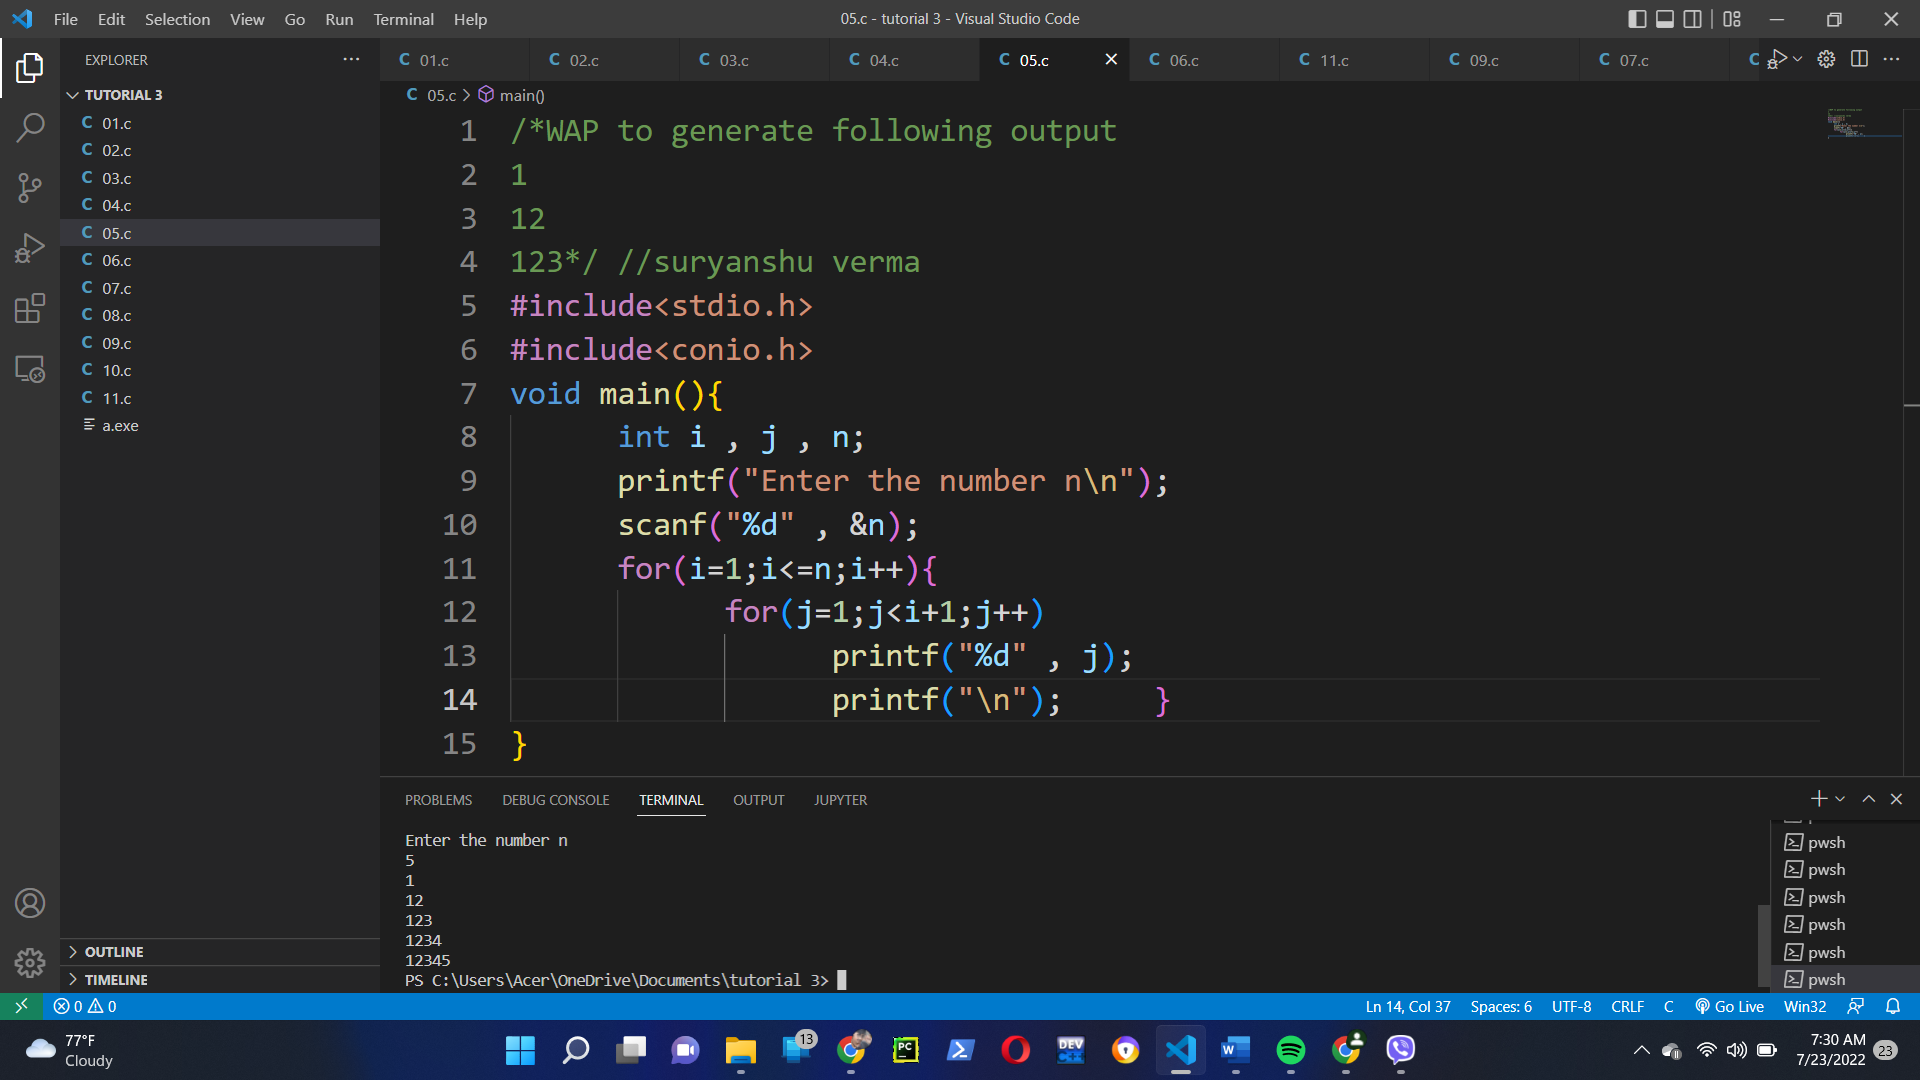 File Edit Selection View Go Run Terminal Help
05.c - tutorial 3 - Visual Studio Code
EXPLORER
TUTORIAL 3
C 01.c
C 02.c
C 03.c
C 04.c
C 05.c
C 06.c
C 07.c
C 08.c
C 09.c
C 10.c
C 11.c
a.exe
OUTLINE
TIMELINE
C 01.c C 02.c C 03.c C 04.c C 05.c C 06.c C 11.c C 09.c C 07.c C
C 05.c > main()
1 /*WAP to generate following output
2 1
3 12
4 123*/ //suryanshu verma
5 #include<stdio.h>
6 #include<conio.h>
7 void main(){
8 int i , j , n;
9 printf("Enter the number n\n");
10 scanf("%d" , &n);
11 for(i=1;i<=n;i++){
12 for(j=1;j<i+1;j++)
13 printf("%d" , j);
14 printf("\n"); }
15 }
PROBLEMS DEBUG CONSOLE TERMINAL OUTPUT JUPYTER
Enter the number n
5
1
12
123
1234
12345
PS C:\Users\Acer\OneDrive\Documents\tutorial 3>
pwsh
pwsh
pwsh
pwsh
pwsh
pwsh
0 0
Ln 14, Col 37 Spaces: 6 UTF-8 CRLF C Go Live Win32
77°F
Cloudy
13
PC
DEV
C++
W
7:30 AM
7/23/2022
23